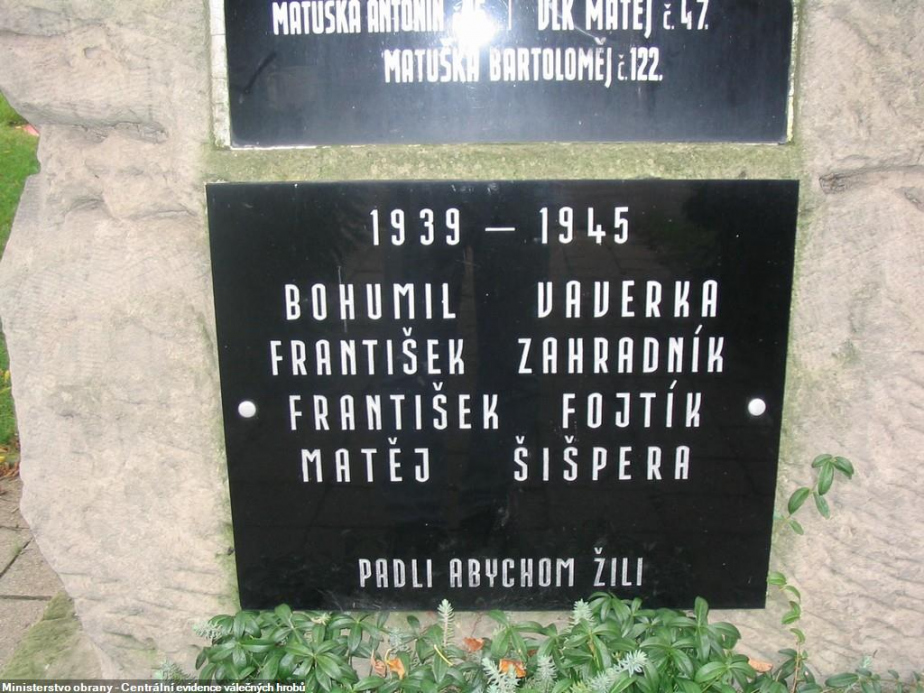 MATUŠKA ANTONÍN VLK MATĚJ č. 47.
MATUŠKA BARTOLOMĚJ č. 122.
1939 — 1945
BOHUMIL VAVERKA
FRANTIŠEK ZAHRADNÍK
FRANTIŠEK FOJTÍK
MATĚJ ŠIŠPERA
PADLI ABYCHOM ŽILI
Ministerstvo obrany - Centrální evidence válečných hrobů